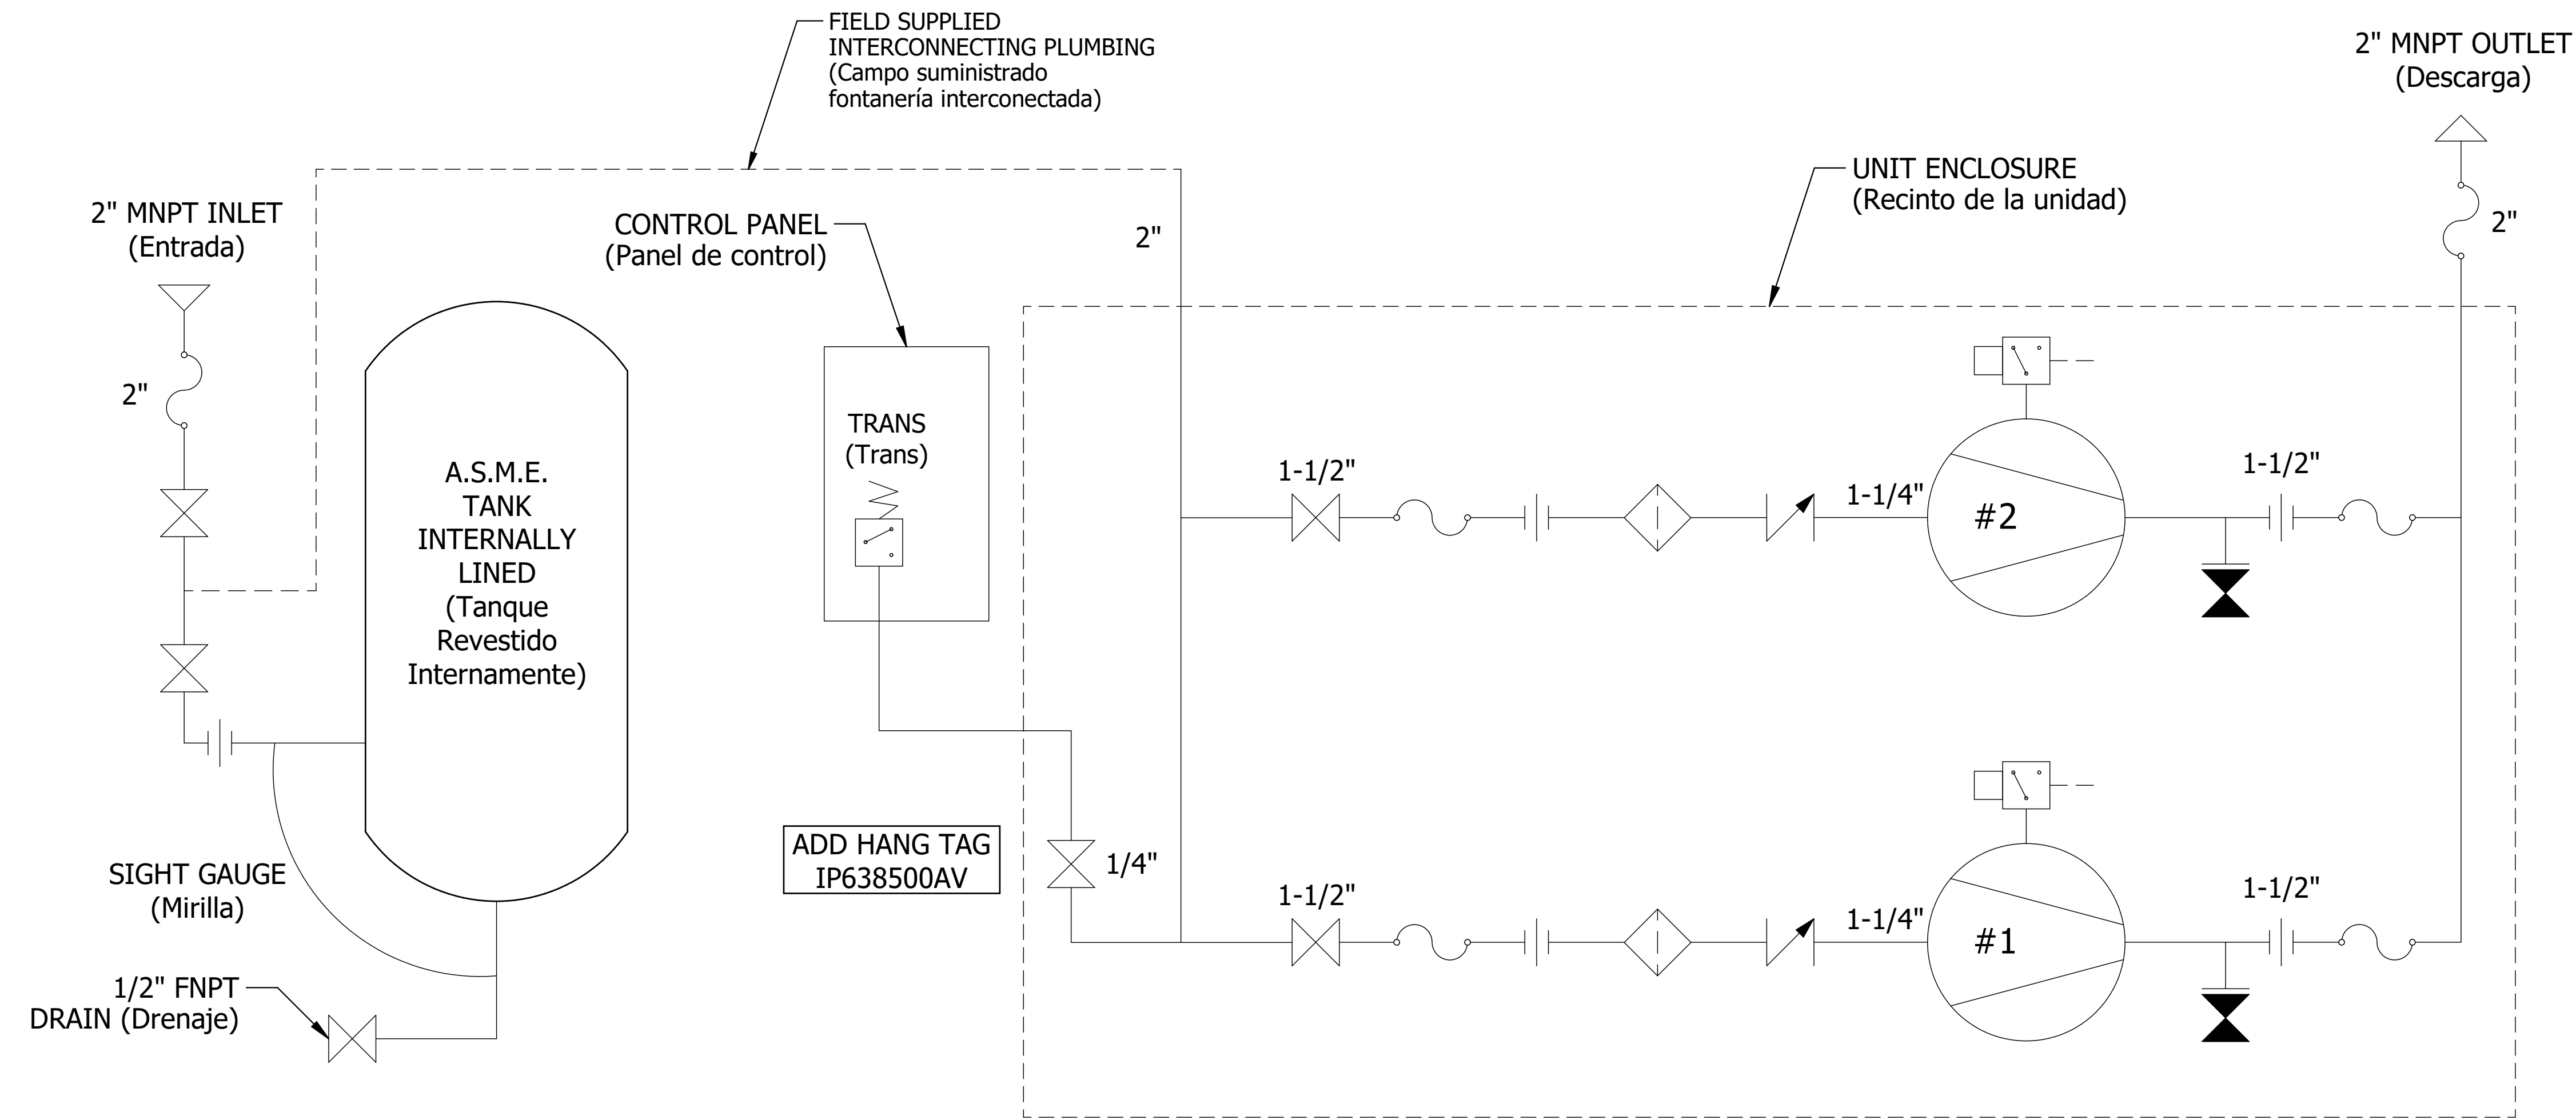 FIELD SUPPLIED
INTERCONNECTING PLUMBING
(Campo suministrado
fontanería interconectada)
2" MNPT OUTLET
(Descarga)
UNIT ENCLOSURE
(Recinto de la unidad)
2" MNPT INLET
(Entrada)
CONTROL PANEL
(Panel de control)
2"
2"
2"
TRANS
(Trans)
A.S.M.E.
TANK
INTERNALLY
LINED
(Tanque
Revestido
Internamente)
1-1/2"
1-1/4"
#2
1-1/2"
ADD HANG TAG
IP638500AV
1/4"
SIGHT GAUGE
(Mirilla)
1-1/2"
1-1/4"
#1
1-1/2"
1/2" FNPT
DRAIN (Drenaje)